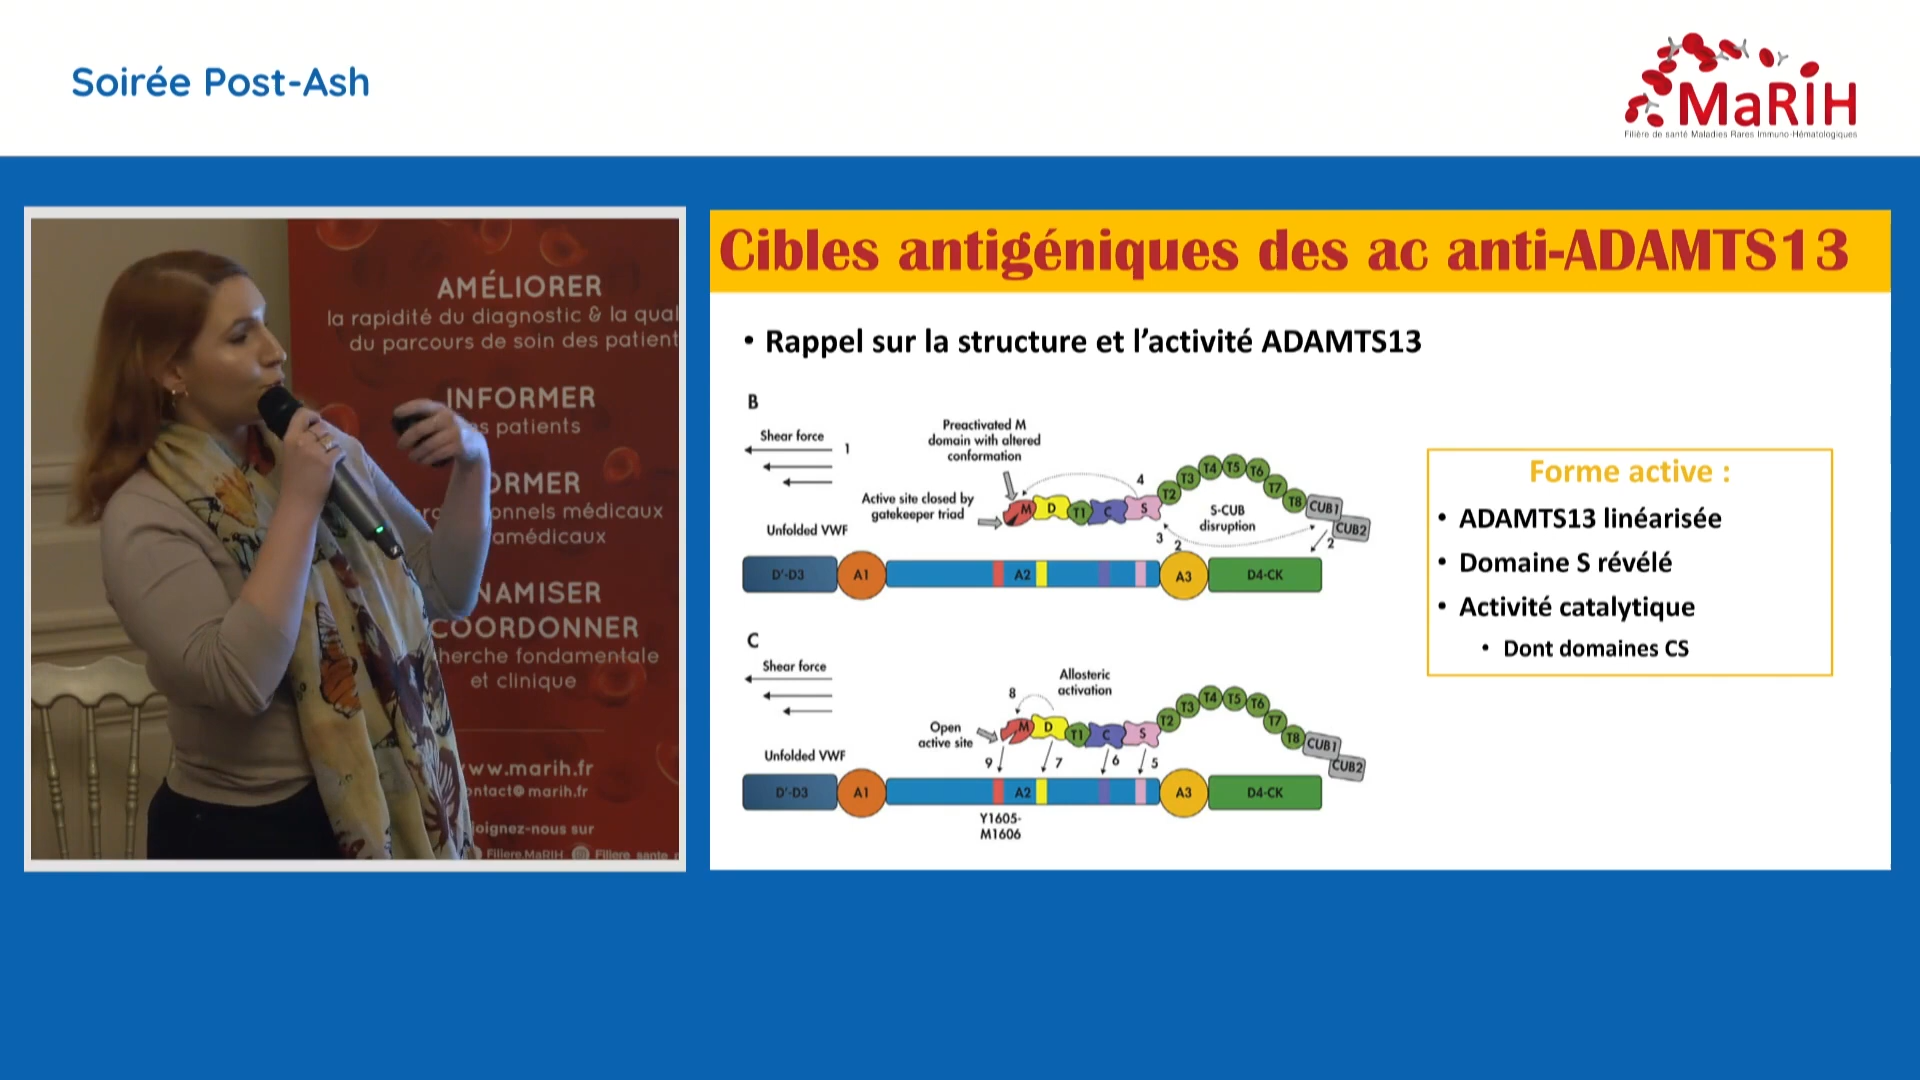 Soirée Post-Ash
MaRIH
Filière de santé Maladies Rares Immuno-Hématologiques
AMÉLIORER
la rapidité du diagnostic & la qual
du parcours de soin des patient
INFORMER
patients
ORMER
onnels médicaux
amédicaux
NAMISER
COORDONNER
herche fondamentale
et clinique
ww.marih.fr
ontact@marih.fr
oignez-nous sur
Filiere.MaRIH
Filiere_sante_
Cibles antigéniques des ac anti-ADAMTS13
• Rappel sur la structure et l’activité ADAMTS13
B
Shear force
1
Preactivated M
domain with altered
conformation
Active site closed by
gatekeeper triad
Unfolded VWF
M D T1 C S T2 T3 T4 T5 T6 T7 T8 CUB1 CUB2
4
S-CUB
disruption
3
2
2
D'-D3 A1 A2 A3 D4-CK
C
Shear force
Allosteric
activation
8
Open
active site
Unfolded VWF
M D T1 C S T2 T3 T4 T5 T6 T7 T8 CUB1 CUB2
9 7 6 5
D'-D3 A1 A2 A3 D4-CK
Y1605-
M1606
Forme active :
• ADAMTS13 linéarisée
• Domaine S révélé
• Activité catalytique
• Dont domaines CS